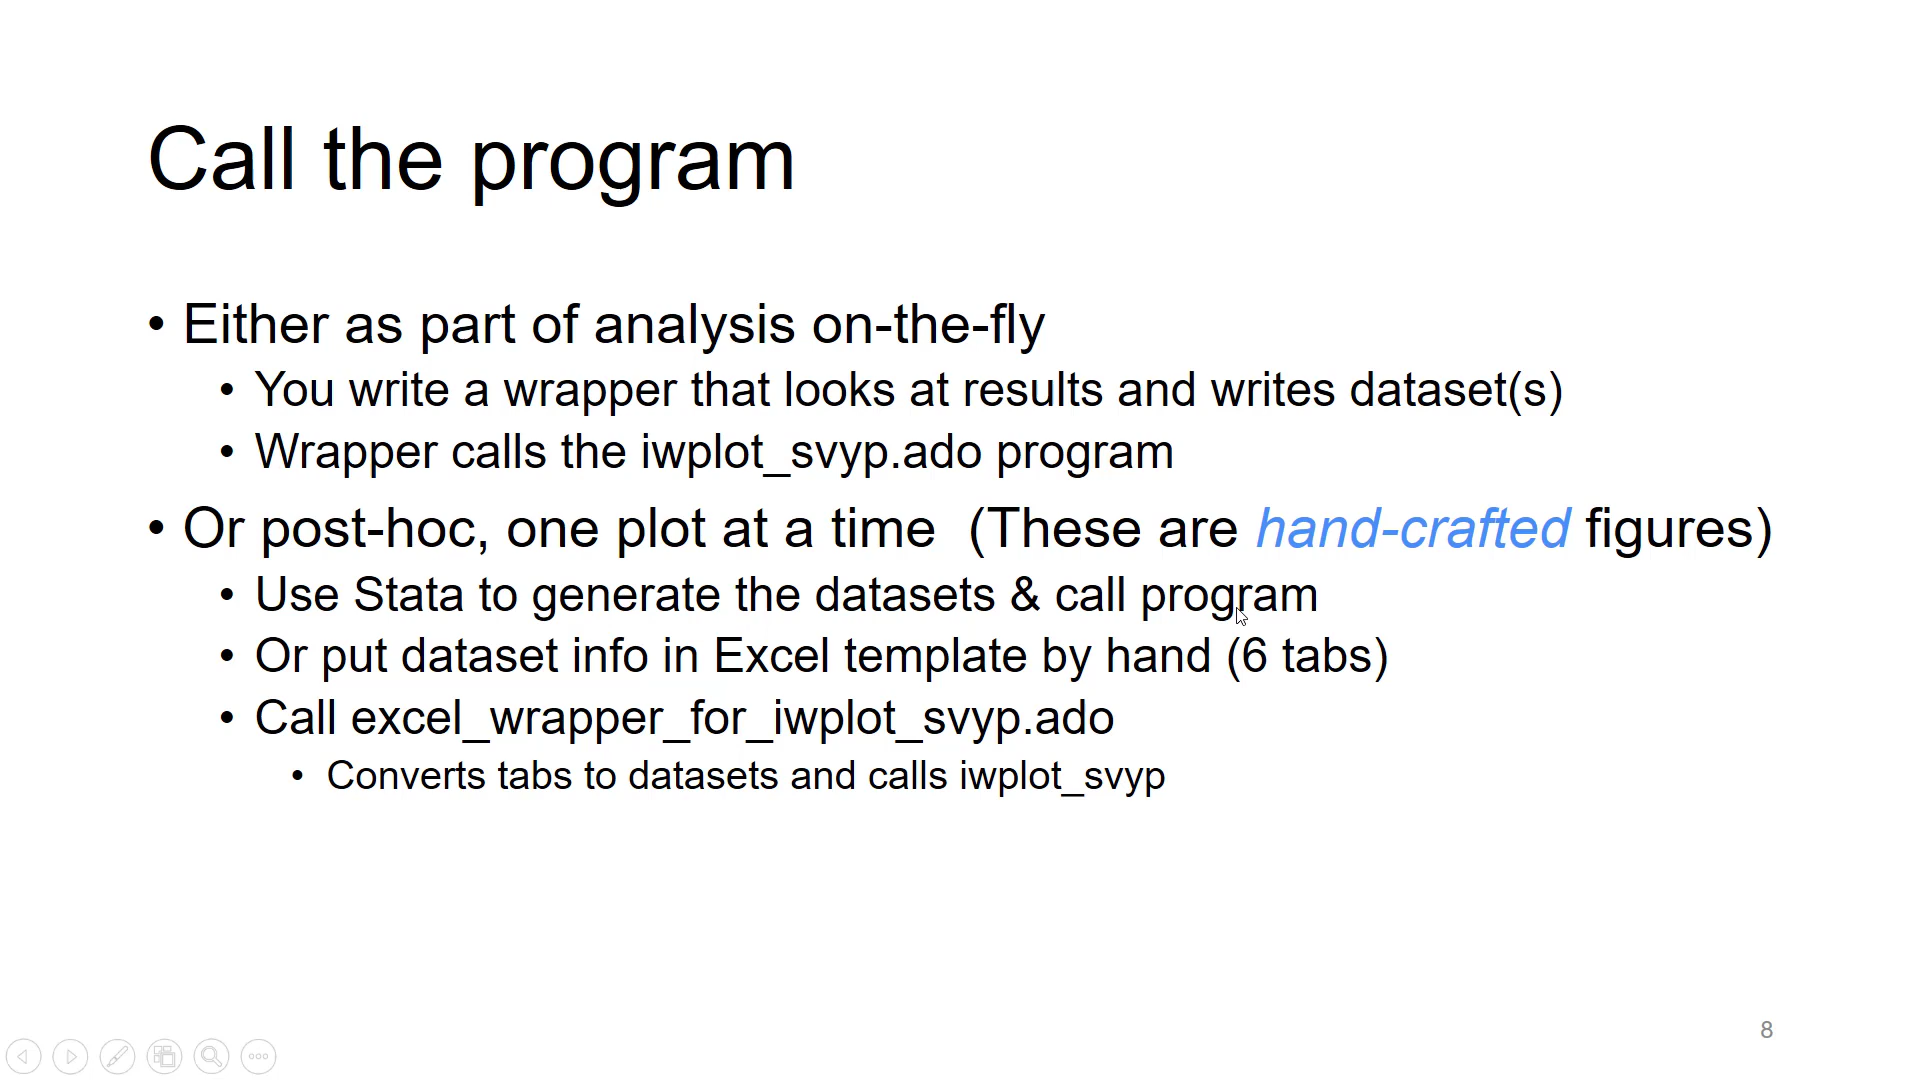 Call the program
• Either as part of analysis on-the-fly
• You write a wrapper that looks at results and writes dataset(s)
• Wrapper calls the iwplot_svyp.ado program
• Or post-hoc, one plot at a time  (These are hand-crafted figures)
• Use Stata to generate the datasets & call program
• Or put dataset info in Excel template by hand (6 tabs)
• Call excel_wrapper_for_iwplot_svyp.ado
• Converts tabs to datasets and calls iwplot_svyp
8